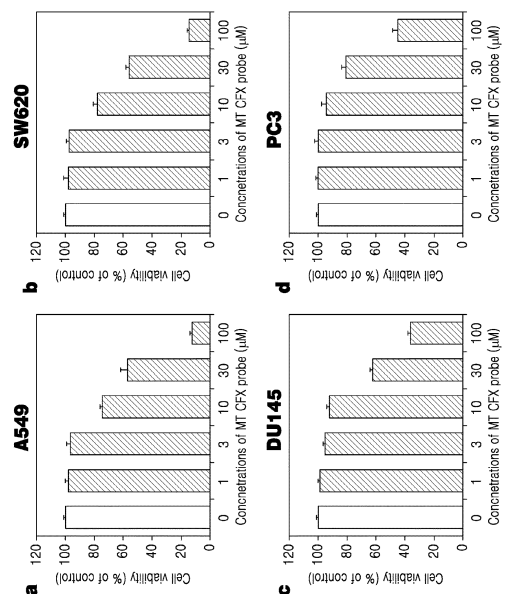 a
A549
Cell viability (% of control)
120
100
80
60
40
20
0
0 1 3 10 30 100
Concnetrations of MT CFX probe (μM)
b
SW620
Cell viability (% of control)
120
100
80
60
40
20
0
0 1 3 10 30 100
Concnetrations of MT CFX probe (μM)
c
DU145
Cell viability (% of control)
120
100
80
60
40
20
0
0 1 3 10 30 100
Concnetrations of MT CFX probe (μM)
d
PC3
Cell viability (% of control)
120
100
80
60
40
20
0
0 1 3 10 30 100
Concnetrations of MT CFX probe (μM)